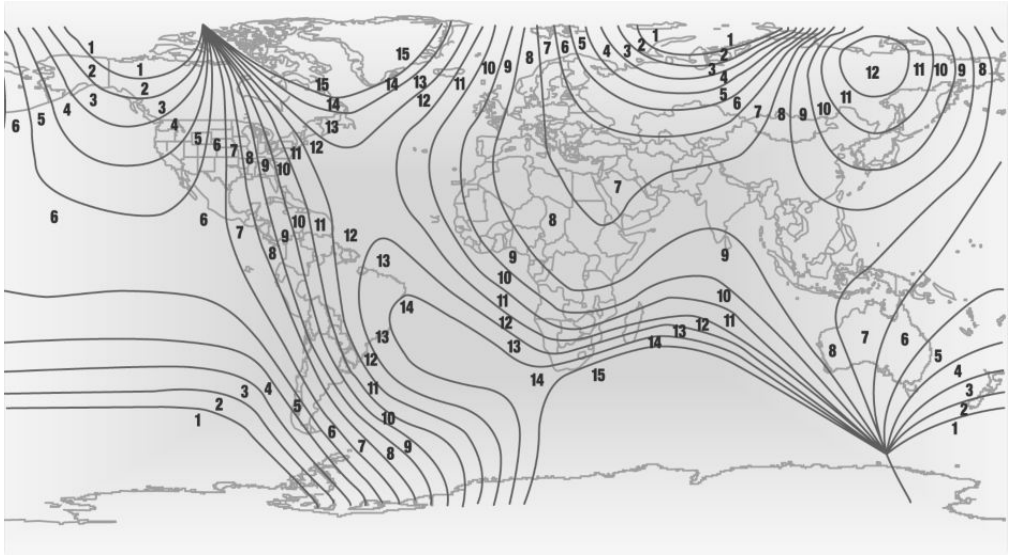 1 15 7 6 5 4 3 2 1 1
8 2
2 1 10 9 3 12 11 10 9 8
2 15 14 13 11 4
3 12 5 11
4 3 14 6 10
7 8 9
5 6 4 13
5 6 7 8 9 10 11 12
7
6 6 10 11 8
7 9 12
8 13 9 9
10
14 11 10
12 12 11
13 13 14 13 8 7 6
12 5
14 15 4
3 4 11 3
2 5 2
1 10 1
6 7 8 9